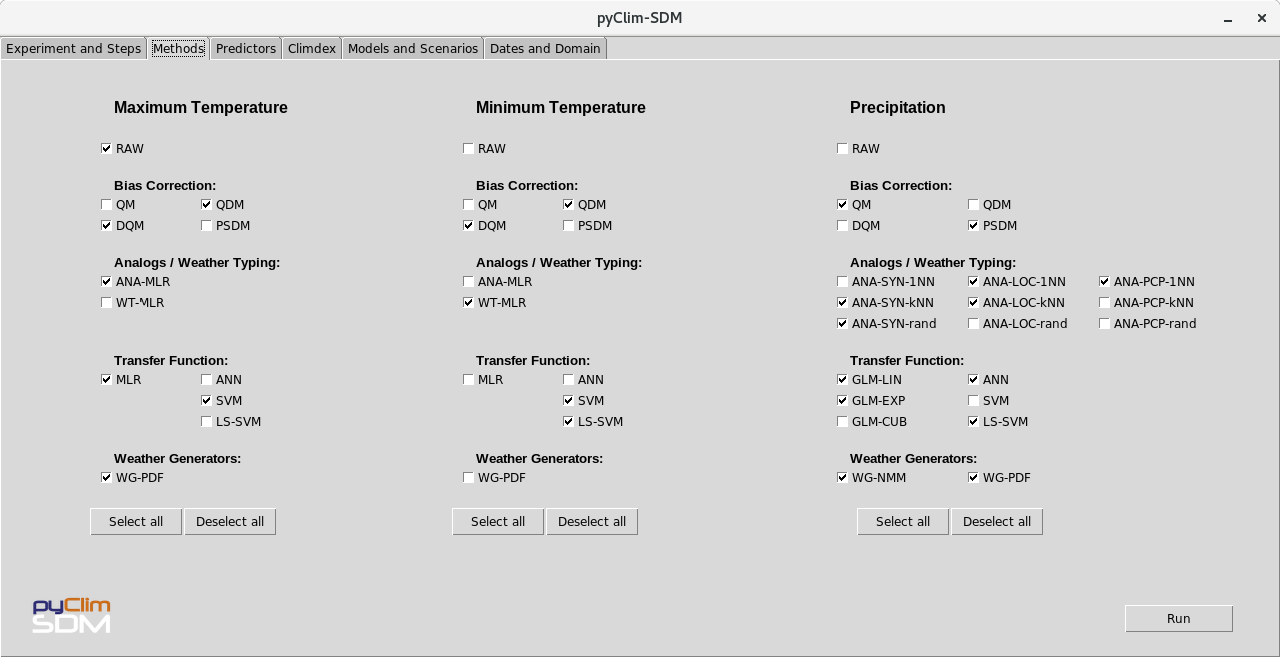 pyClim-SDM
Experiment and Steps Methods Predictors Climdex Models and Scenarios Dates and Domain
Maximum Temperature
RAW
Bias Correction:
QM QDM
DQM PSDM
Analogs / Weather Typing:
ANA-MLR
WT-MLR
Transfer Function:
MLR ANN
SVM
LS-SVM
Weather Generators:
WG-PDF
Select all Deselect all
Minimum Temperature
RAW
Bias Correction:
QM QDM
DQM PSDM
Analogs / Weather Typing:
ANA-MLR
WT-MLR
Transfer Function:
MLR ANN
SVM
LS-SVM
Weather Generators:
WG-PDF
Select all Deselect all
Precipitation
RAW
Bias Correction:
QM QDM
DQM PSDM
Analogs / Weather Typing:
ANA-SYN-1NN ANA-LOC-1NN ANA-PCP-1NN
ANA-SYN-kNN ANA-LOC-kNN ANA-PCP-kNN
ANA-SYN-rand ANA-LOC-rand ANA-PCP-rand
Transfer Function:
GLM-LIN ANN
GLM-EXP SVM
GLM-CUB LS-SVM
Weather Generators:
WG-NMM WG-PDF
Select all Deselect all
pyClim
SDM
Run